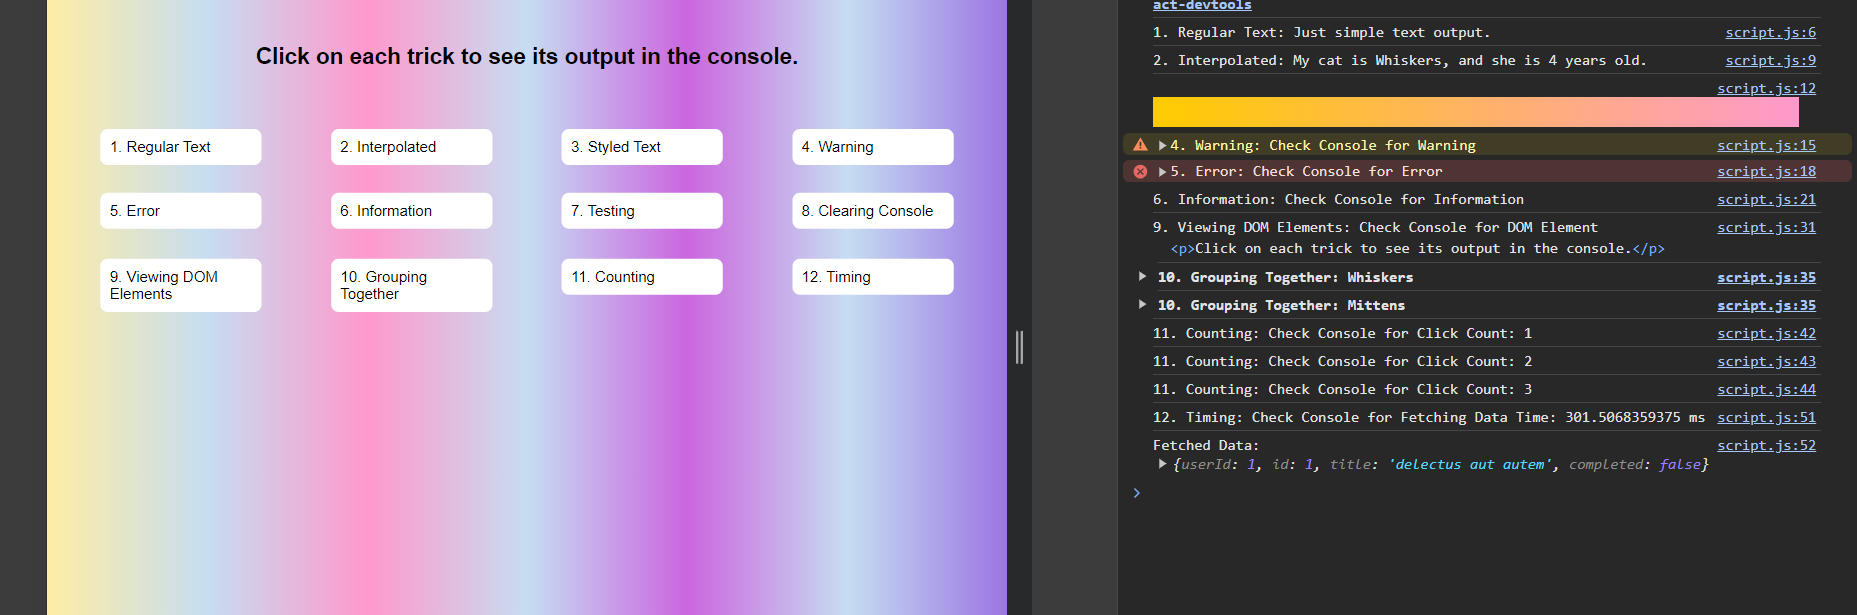 Click on each trick to see its output in the console.
1. Regular Text
2. Interpolated
3. Styled Text
4. Warning
5. Error
6. Information
7. Testing
8. Clearing Console
9. Viewing DOM
Elements
10. Grouping
Together
11. Counting
12. Timing
act-devtools
1. Regular Text: Just simple text output. script.js:6
2. Interpolated: My cat is Whiskers, and she is 4 years old. script.js:9
script.js:12
4. Warning: Check Console for Warning script.js:15
5. Error: Check Console for Error script.js:18
6. Information: Check Console for Information script.js:21
9. Viewing DOM Elements: Check Console for DOM Element script.js:31
<p>Click on each trick to see its output in the console.</p>
10. Grouping Together: Whiskers script.js:35
10. Grouping Together: Mittens script.js:35
11. Counting: Check Console for Click Count: 1 script.js:42
11. Counting: Check Console for Click Count: 2 script.js:43
11. Counting: Check Console for Click Count: 3 script.js:44
12. Timing: Check Console for Fetching Data Time: 301.5068359375 ms script.js:51
Fetched Data: script.js:52
{userId: 1, id: 1, title: 'delectus aut autem', completed: false}